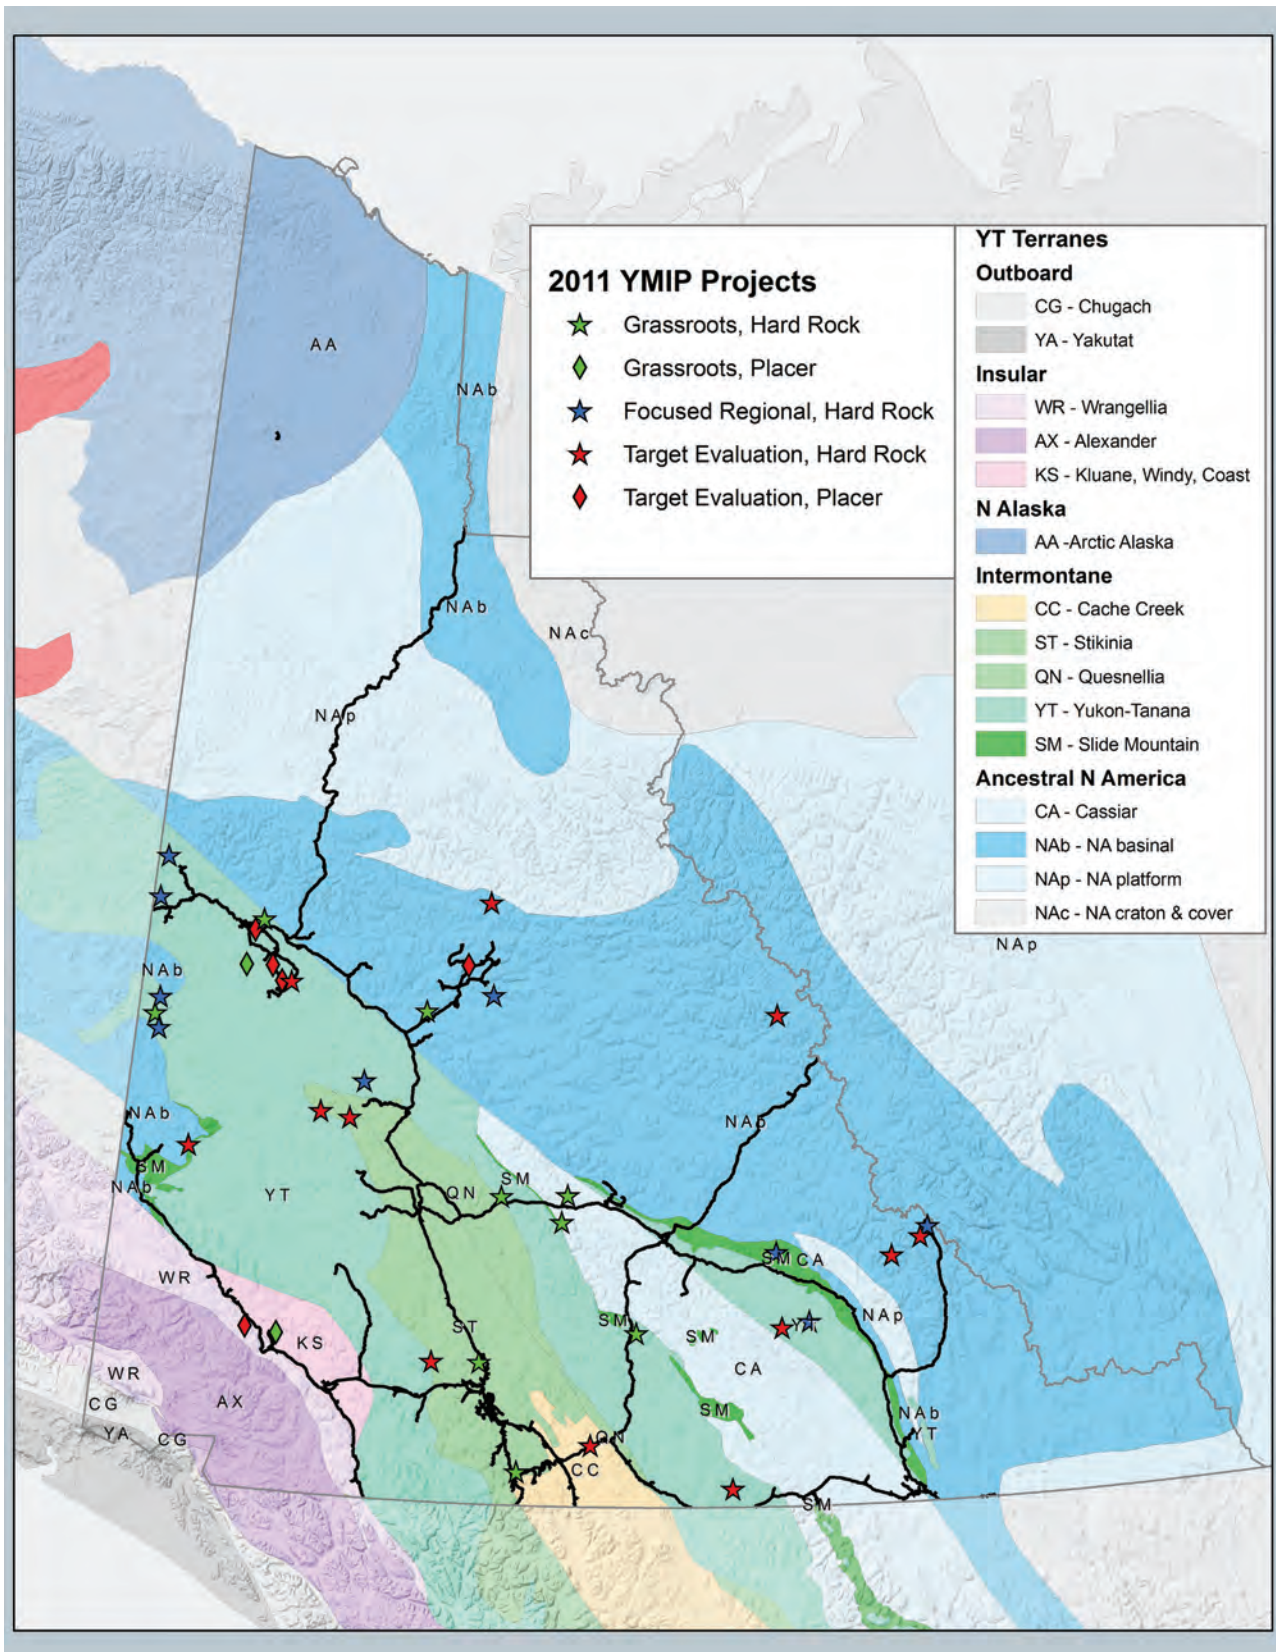 2011 YMIP Projects
Grassroots, Hard Rock
Grassroots, Placer
Focused Regional, Hard Rock
Target Evaluation, Hard Rock
Target Evaluation, Placer
YT Terranes
Outboard
CG - Chugach
YA - Yakutat
Insular
WR - Wrangellia
AX - Alexander
KS - Kluane, Windy, Coast
N Alaska
AA -Arctic Alaska
Intermontane
CC - Cache Creek
ST - Stikinia
QN - Quesnellia
YT - Yukon-Tanana
SM - Slide Mountain
Ancestral N America
CA - Cassiar
NAb - NA basinal
NAp - NA platform
NAc - NA craton & cover
AA
NAb
NAb
NAc
NAp
NAp
NAb
NAb
NAb
SM
NAb
YT
QN
SM
SM
CA
WR
KS
ST
SM
SM
YT
NAp
CA
WR
CG
AX
SM
NAb
YT
YA
CG
QN
CC
SM